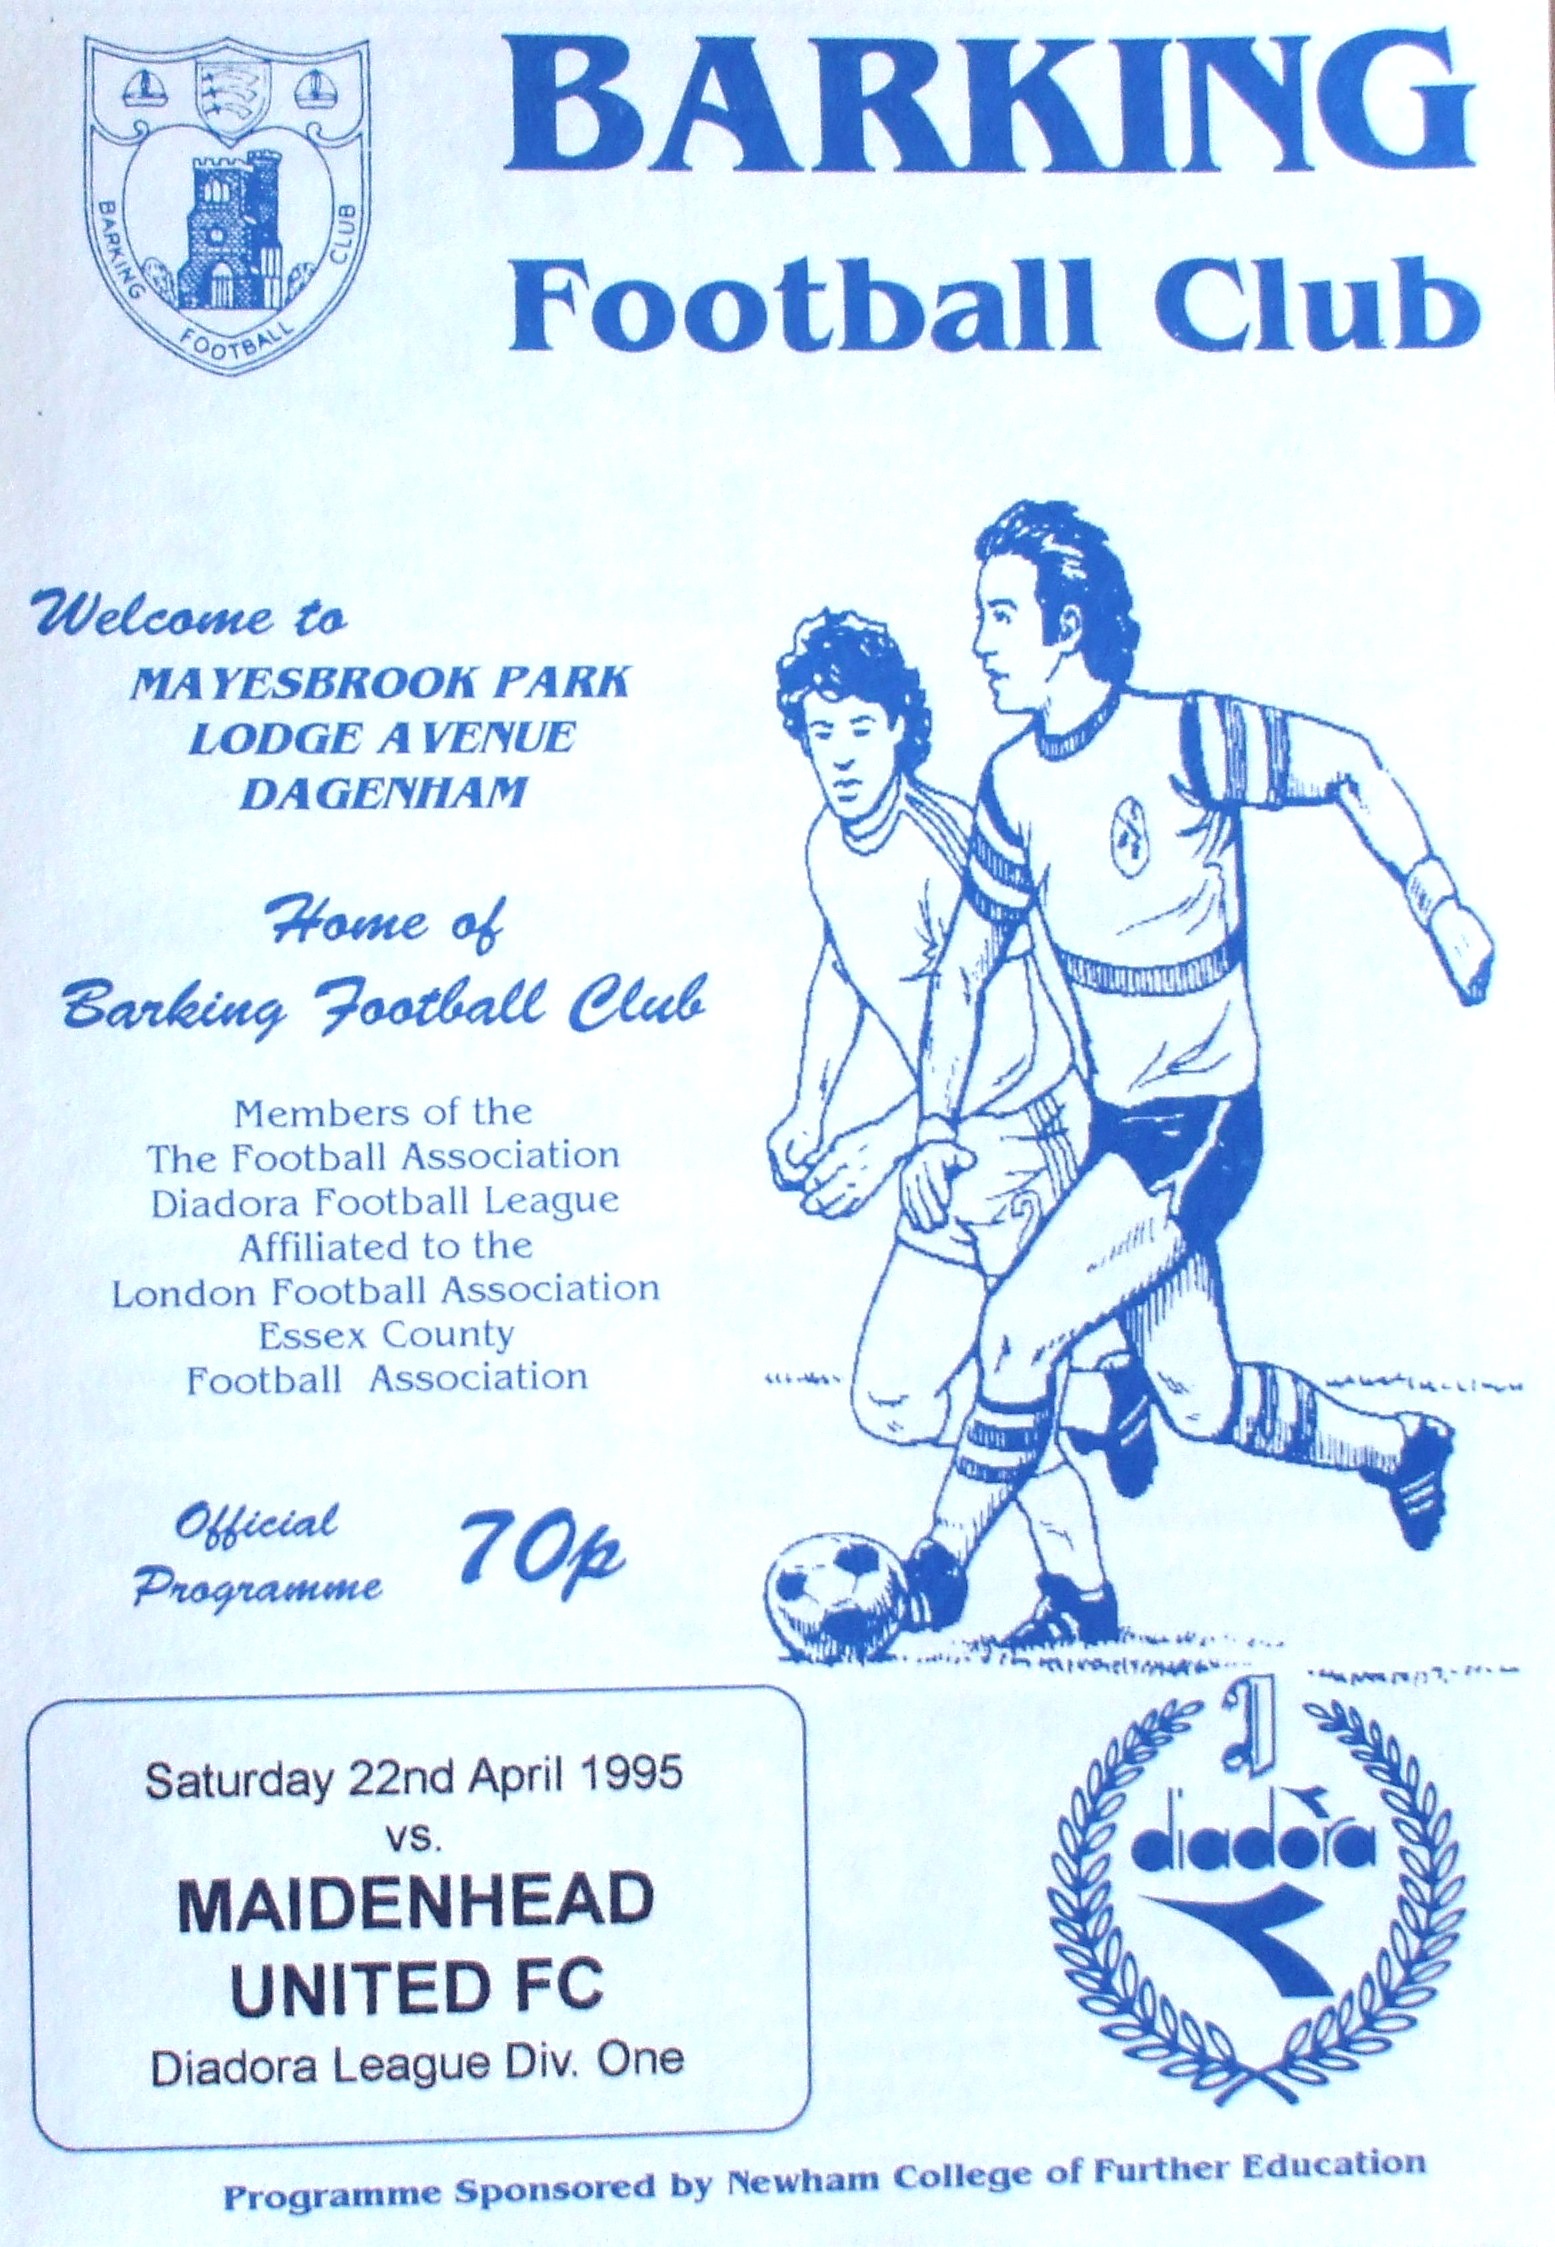 BARKING
Football Club
BARKING FOOTBALL CLUB
Welcome to
MAYESBROOK PARK
LODGE AVENUE
DAGENHAM
Home of
Barking Football Club
Members of the
The Football Association
Diadora Football League
Affiliated to the
London Football Association
Essex County
Football Association
Official
Programme
70p
Saturday 22nd April 1995
vs.
MAIDENHEAD
UNITED FC
Diadora League Div. One
diadora
Programme Sponsored by Newham College of Further Education